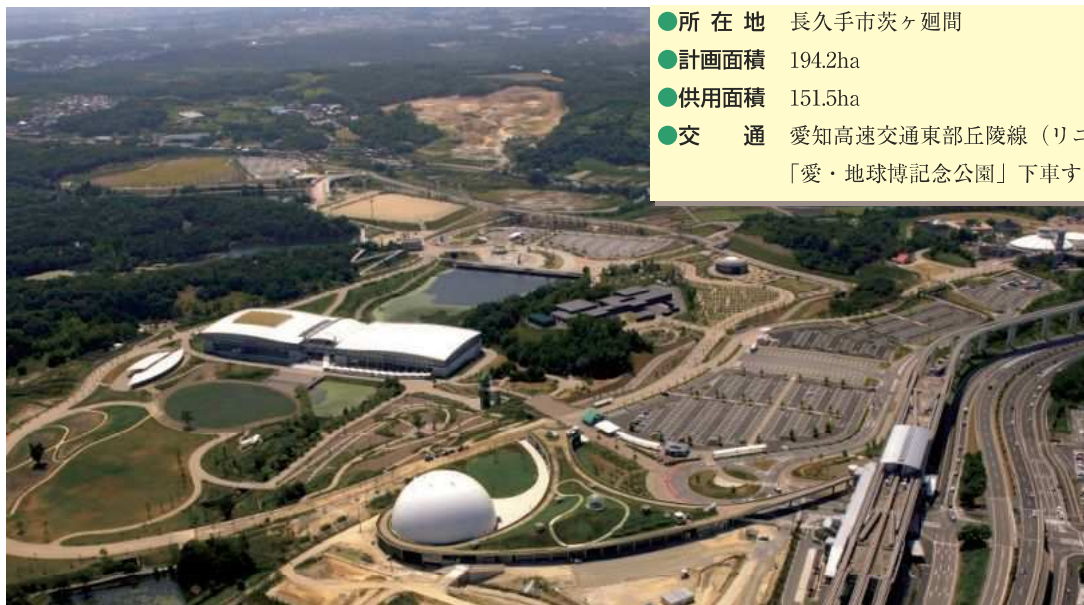 ●所在地 長久手市茨ヶ廻間
●計画面積 194.2ha
●供用面積 151.5ha
●交通 愛知高速交通東部丘陵線（リニ
「愛・地球博記念公園」下車す